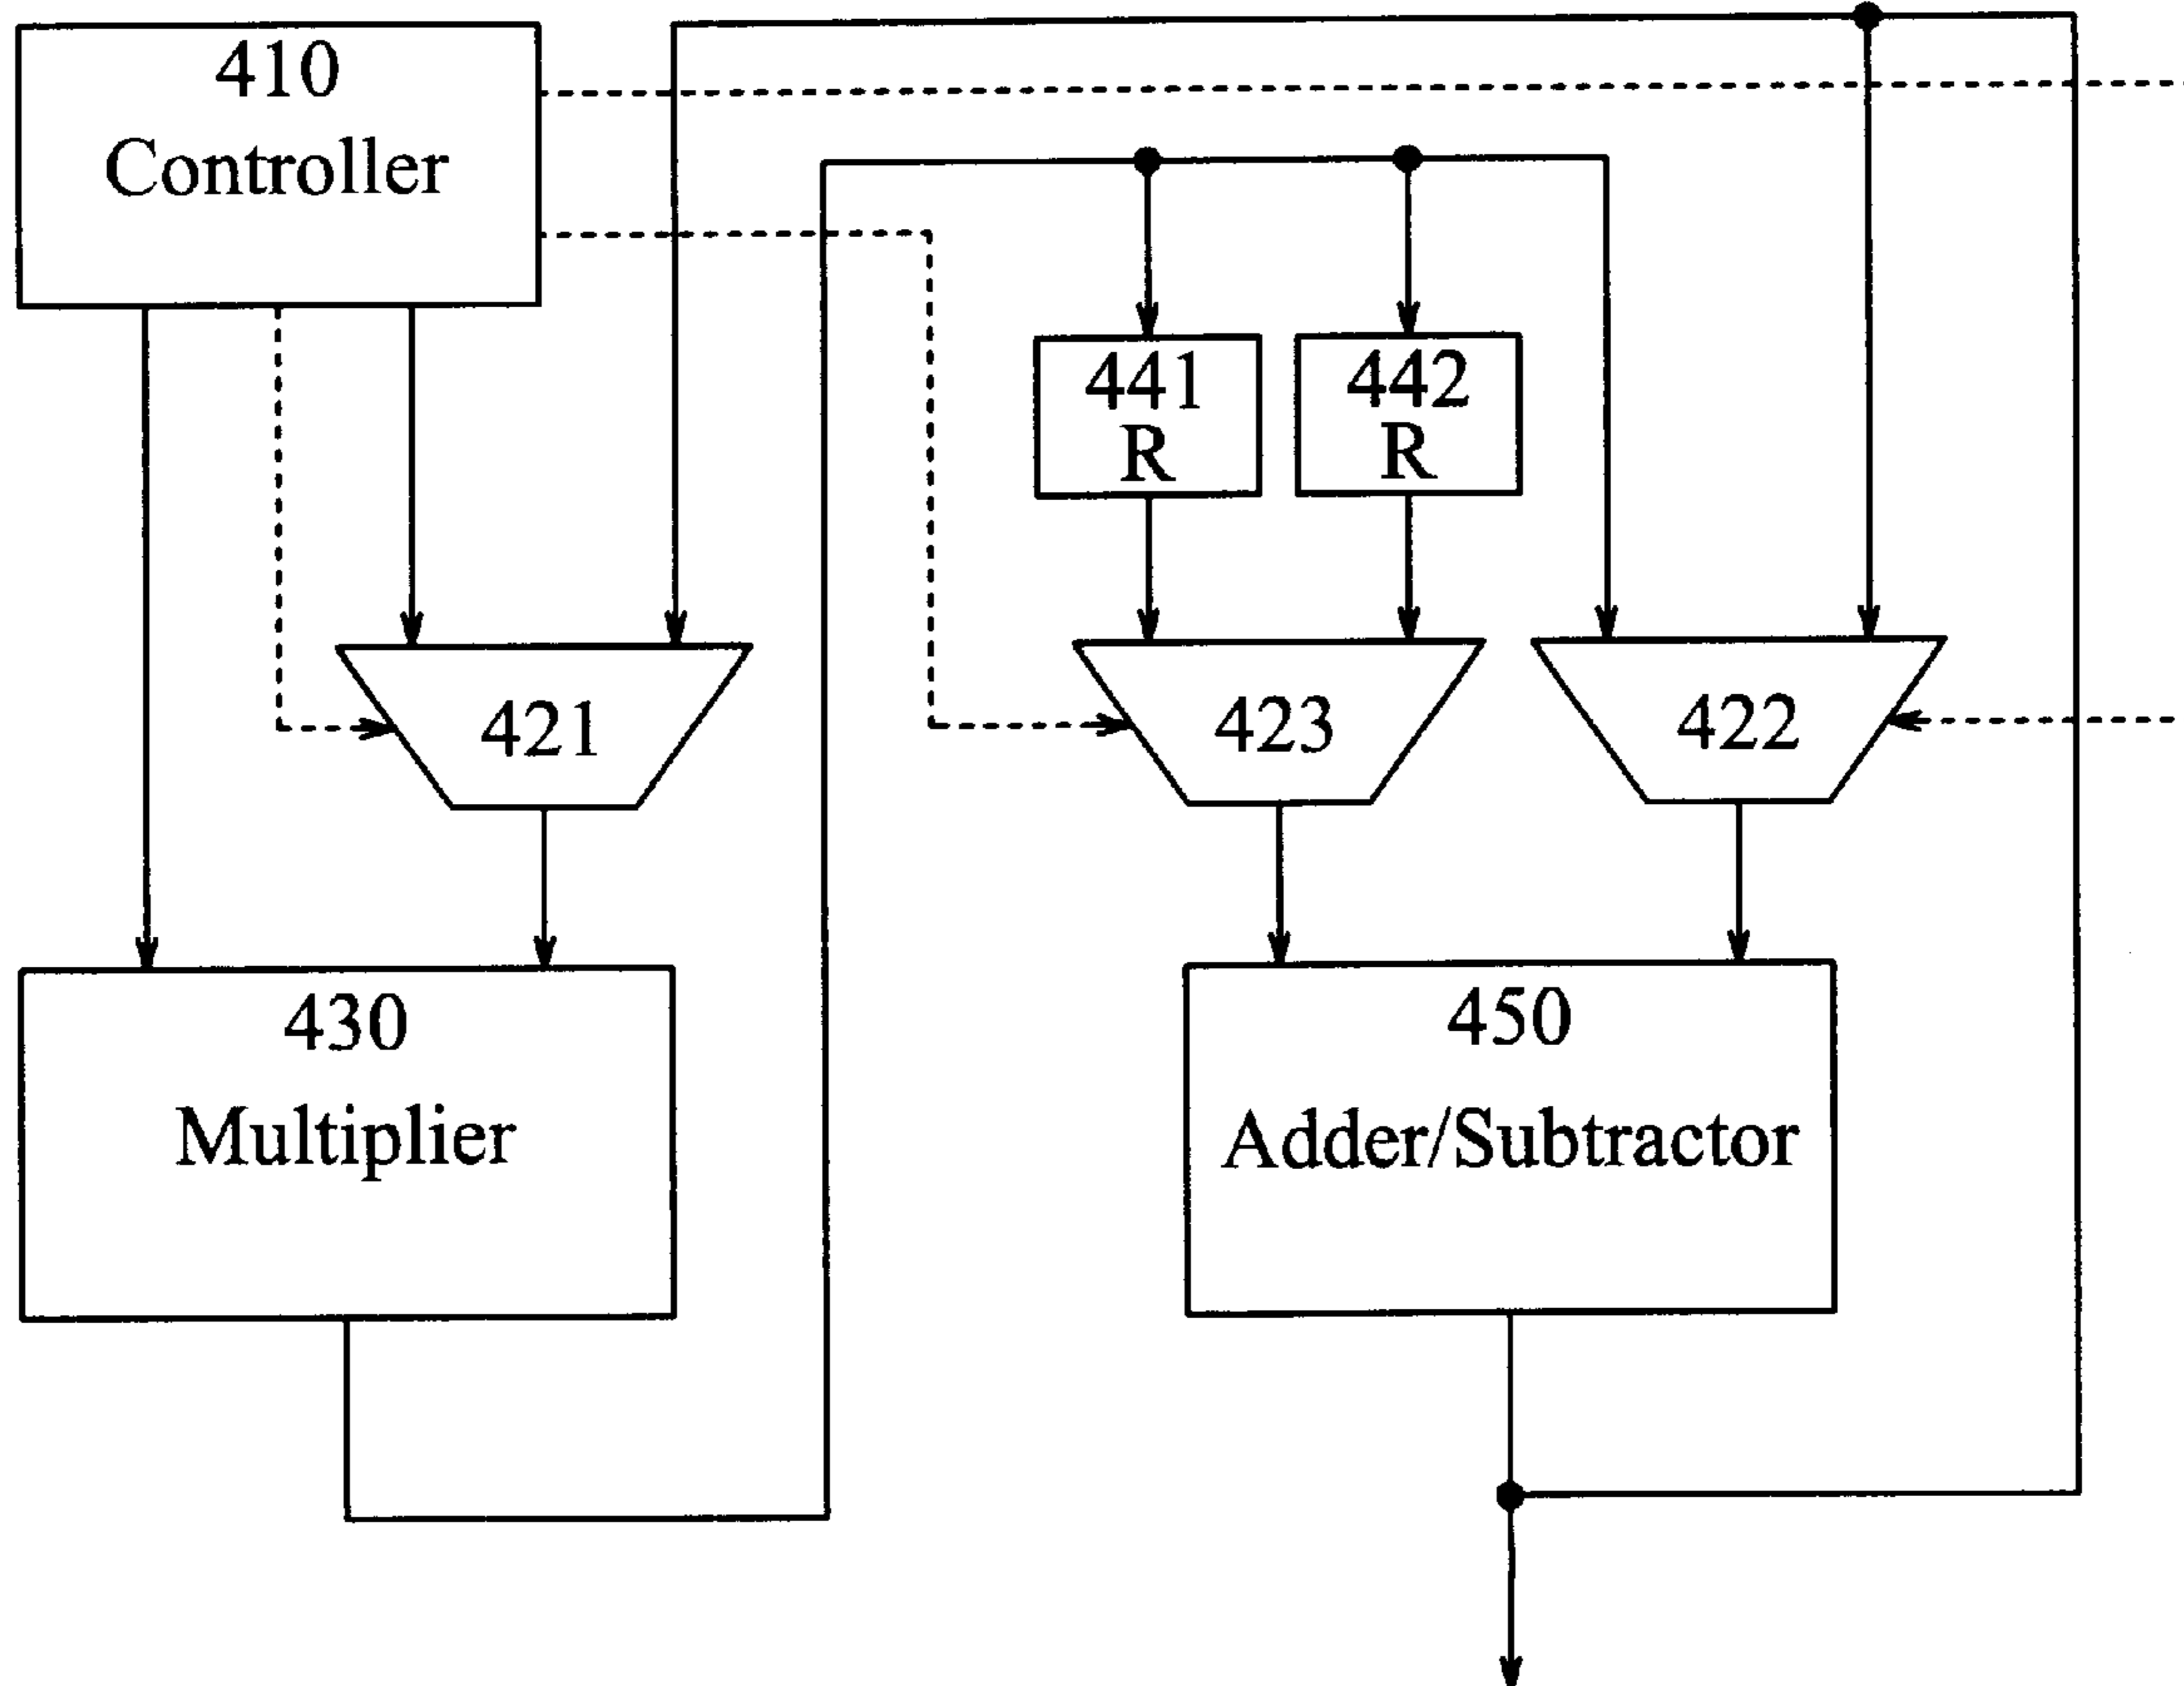 410
Controller
441
R
442
R
421
423
422
430
Multiplier
450
Adder/Subtractor